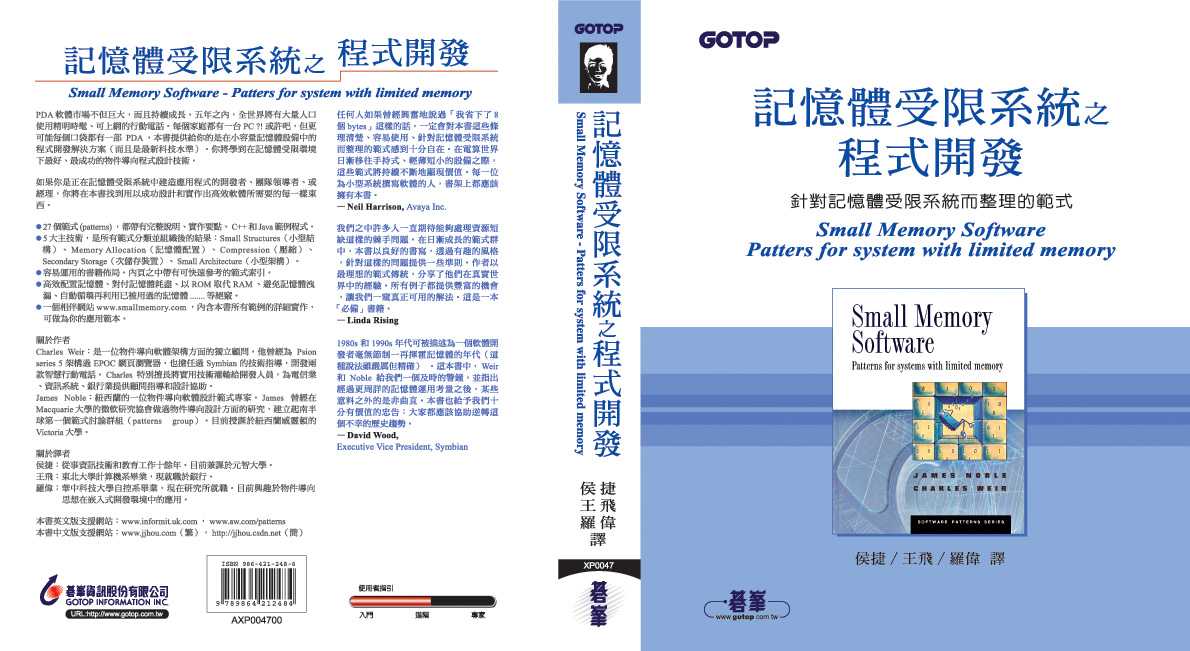 記憶體受限系統之 程式開發
Small Memory Software - Patters for system with limited memory
PDA 軟體市場不但巨大，而且持續成長。五年之內，全世界將有大量人口
使用精明時電、可上網的行動電話。每個家庭都有一台 PC ?! 或許吧，但更
可能每個口袋都有一部 PDA 。本書提供給你的是在小容量記憶體設備中的
程式開發解決方案（而且是最新科技水準）。你將學到在記憶體受限環境
下最好、最成功的物件導向程式設計技術。
如果你是正在記憶體受限系統中建造應用程式的開發者、團隊領導者、或
經理，你將在本書找到用以成功設計和實作出高效軟體所需要的每一樣東
西。
●27 個範式 (patterns) ，都帶有完整說明、實作要點、 C++ 和 Java 範例程式。
●5 大主技術，是所有範式分類並組織後的結果：Small Structures（小型結
構）、 Memory Allocation（記憶體配置）、 Compression（壓縮）、
Secondary Storage（次儲存裝置）、 Small Architecture（小型架構）。
●容易運用的書籍佈局。內頁之中帶有可快速參考的範式索引。
●高效配置記憶體、對付記憶體耗盡、以 ROM 取代 RAM 、避免記憶體洩
漏、自動循環再利用已被用過的記憶體 ....... 等絕竅。
●一個相伴網站 www.smallmemory.com ，內含本書所有範例的詳細實作，
可做為你的應用範本。
關於作者
Charles Weir：是一位物件導向軟體架構方面的獨立顧問。他曾經為 Psion
series 5 架構過 EPOC 網頁瀏覽器，也擔任過 Symbian 的技術指導，開發兩
款智慧行動電話。 Charles 特別擅長將實用技術灌輸給開發人員，為電信業
、資訊系統、銀行業提供顧問指導和設計協助。
James Noble：紐西蘭的一位物件導向軟體設計範式專家。James 曾經在
Macquarie 大學的微軟研究協會做過物件導向設計方面的研究，建立起南半
球第一個範式討論群組（patterns group）。目前授課於紐西蘭威靈頓的
Victoria 大學。
關於譯者
侯捷：從事資訊技術和教育工作十餘年。目前兼課於元智大學。
王飛：東北大學計算機系畢業，現就職於銀行。
羅偉：華中科技大學自控系畢業，現在研究所就職。目前興趣於物件導向
思想在嵌入式開發環境中的應用。
本書英文版支援網站：www.informit.uk.com ， www.aw.com/patterns
本書中文版支援網站：www.jjhou.com（繁）， http://jjhou.csdn.net（簡）
任何人如果曾經興奮地說過「我省下了 8
個 bytes」這樣的話，一定會對本書這些條
理清楚、容易使用、針對記憶體受限系統
而整理的範式感到十分自在。在電算世界
日漸移往手持式、輕薄短小的設備之際，
這些範式將持續不斷地顯現價值。每一位
為小型系統撰寫軟體的人，書架上都應該
擁有本書。
— Neil Harrison, Avaya Inc.
我們之中許多人一直期待能夠處理資源短
缺這樣的棘手問題。在日漸成長的範式群
中，本書以良好的書寫，透過有趣的風格
，針對這樣的問題提供一些準則。作者以
最理想的範式傳統，分享了他們在真實世
界中的經驗。所有例子都提供豐富的機會
，讓我們一窺真正可用的解法。這是一本
「必備」書籍。
— Linda Rising
1980s 和 1990s 年代可被描述為一個軟體開
發者毫無節制一再揮霍記憶體的年代（這
種說法雖嚴厲但精確） 。這本書中， Weir
和 Noble 給我們一個及時的警鐘，並指出
經過更周詳的記憶體運用考量之後，某些
意料之外的是非曲直。本書也給予我們十
分有價值的忠告：大家都應該協助逆轉這
個不幸的歷史趨勢。
— David Wood,
Executive Vice President, Symbian
碁峯資訊股份有限公司
GOTOP INFORMATION INC.
URL:http://www.gotop.com.tw
ISBN 986-421-248-6
9 789864 212484
AXP004700
使用者指引
入門 進階 專家
GOTOP
記憶體受限系統之程式開發
Small Memory Software - Patters for system with limited memory
侯捷
王飛
羅偉
譯
XP0047
碁峯
GOTOP
記憶體受限系統之
程式開發
針對記憶體受限系統而整理的範式
Small Memory Software
Patters for system with limited memory
Small Memory
Software
Patterns for systems with limited memory
JAMES NOBLE
CHARLES WEIR
SOFTWARE PATTERNS SERIES
侯捷 / 王飛 / 羅偉 譯
碁峯
www.gotop.com.tw